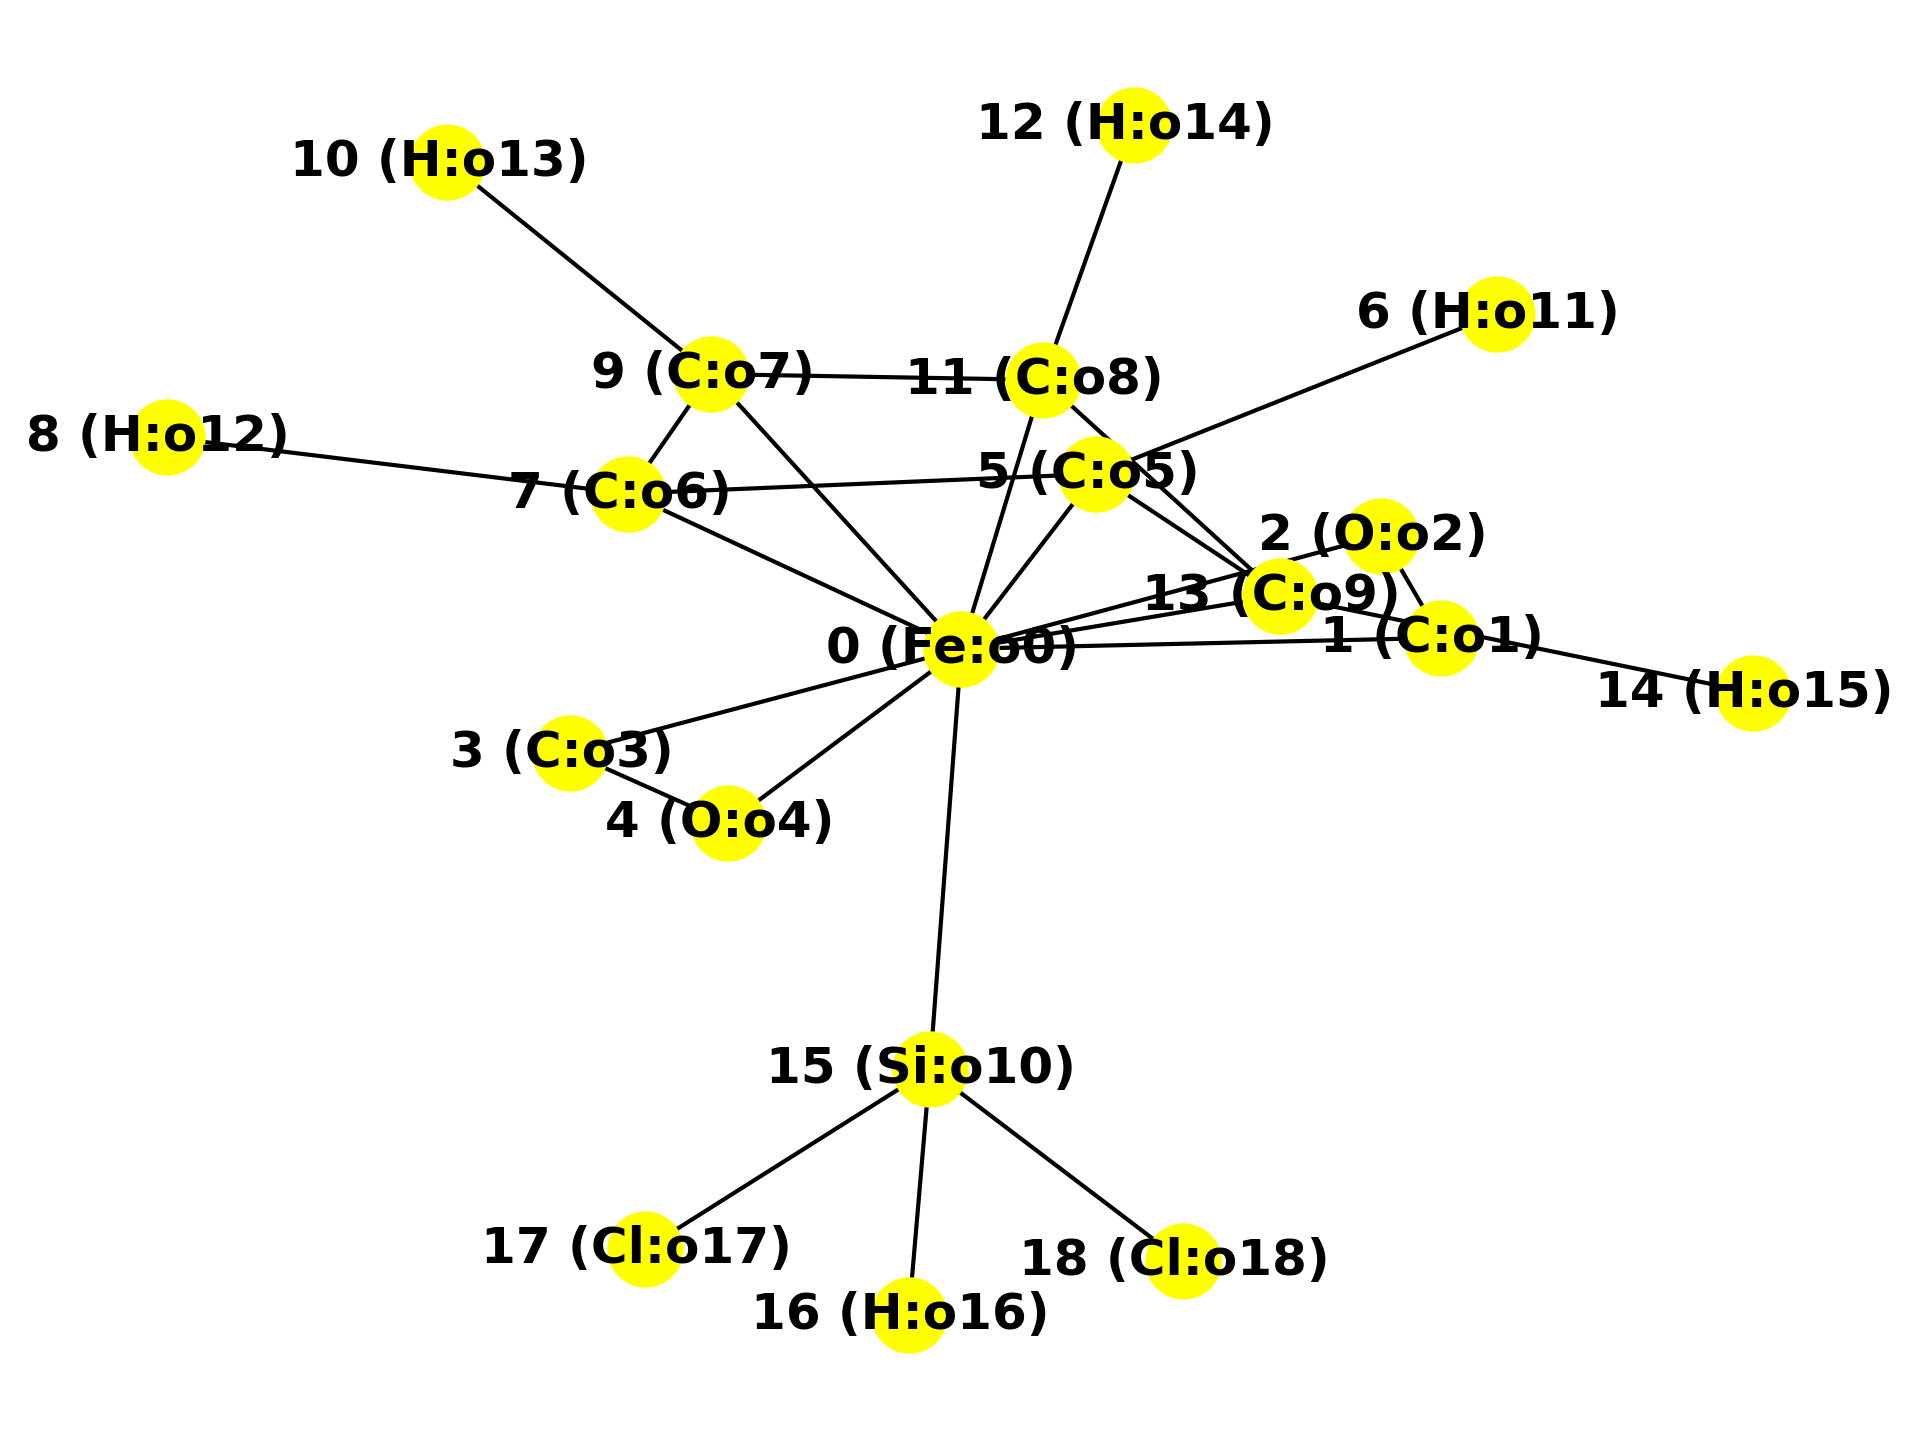 12 (H:o14)
10 (H:o13)
6 (H:o11)
9 (C:o7)
11 (C:o8)
8 (H:o12)
5 (C:o5)
7 (C:o6)
2 (O:o2)
13 (C:o9)
1 (C:o1)
0 (Fe:o0)
14 (H:o15)
3 (C:o3)
4 (O:o4)
15 (Si:o10)
17 (Cl:o17)
18 (Cl:o18)
16 (H:o16)